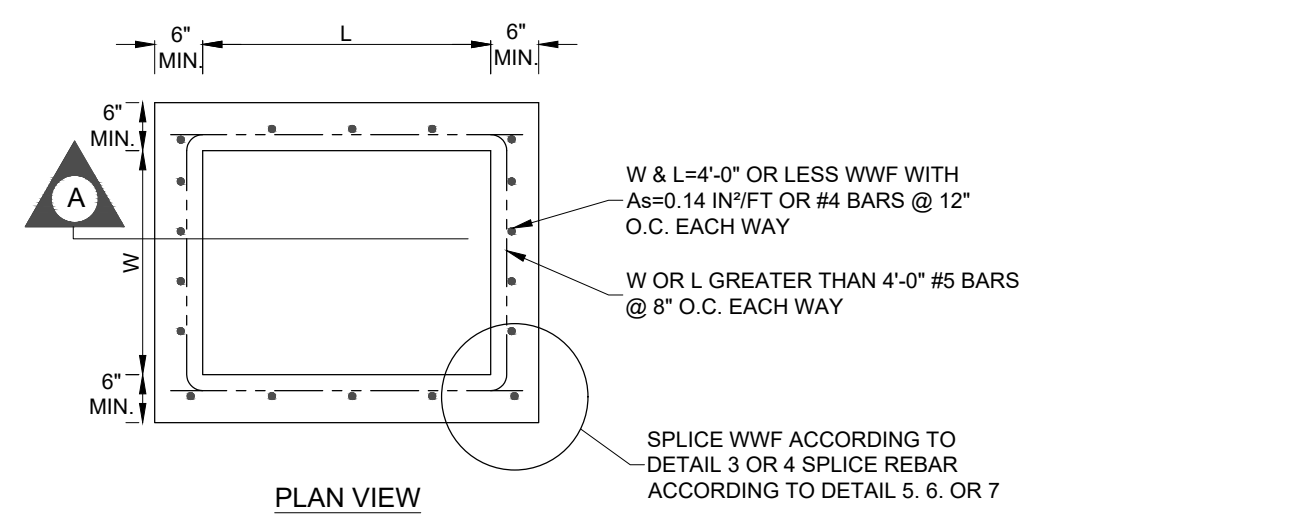 6"
MIN.
L
6"
MIN.
6"
MIN.
A
W
6"
MIN.
W & L=4'-0" OR LESS WWF WITH
As=0.14 IN²/FT OR #4 BARS @ 12"
O.C. EACH WAY
W OR L GREATER THAN 4'-0" #5 BARS
@ 8" O.C. EACH WAY
SPLICE WWF ACCORDING TO
DETAIL 3 OR 4 SPLICE REBAR
ACCORDING TO DETAIL 5. 6. OR 7
PLAN VIEW